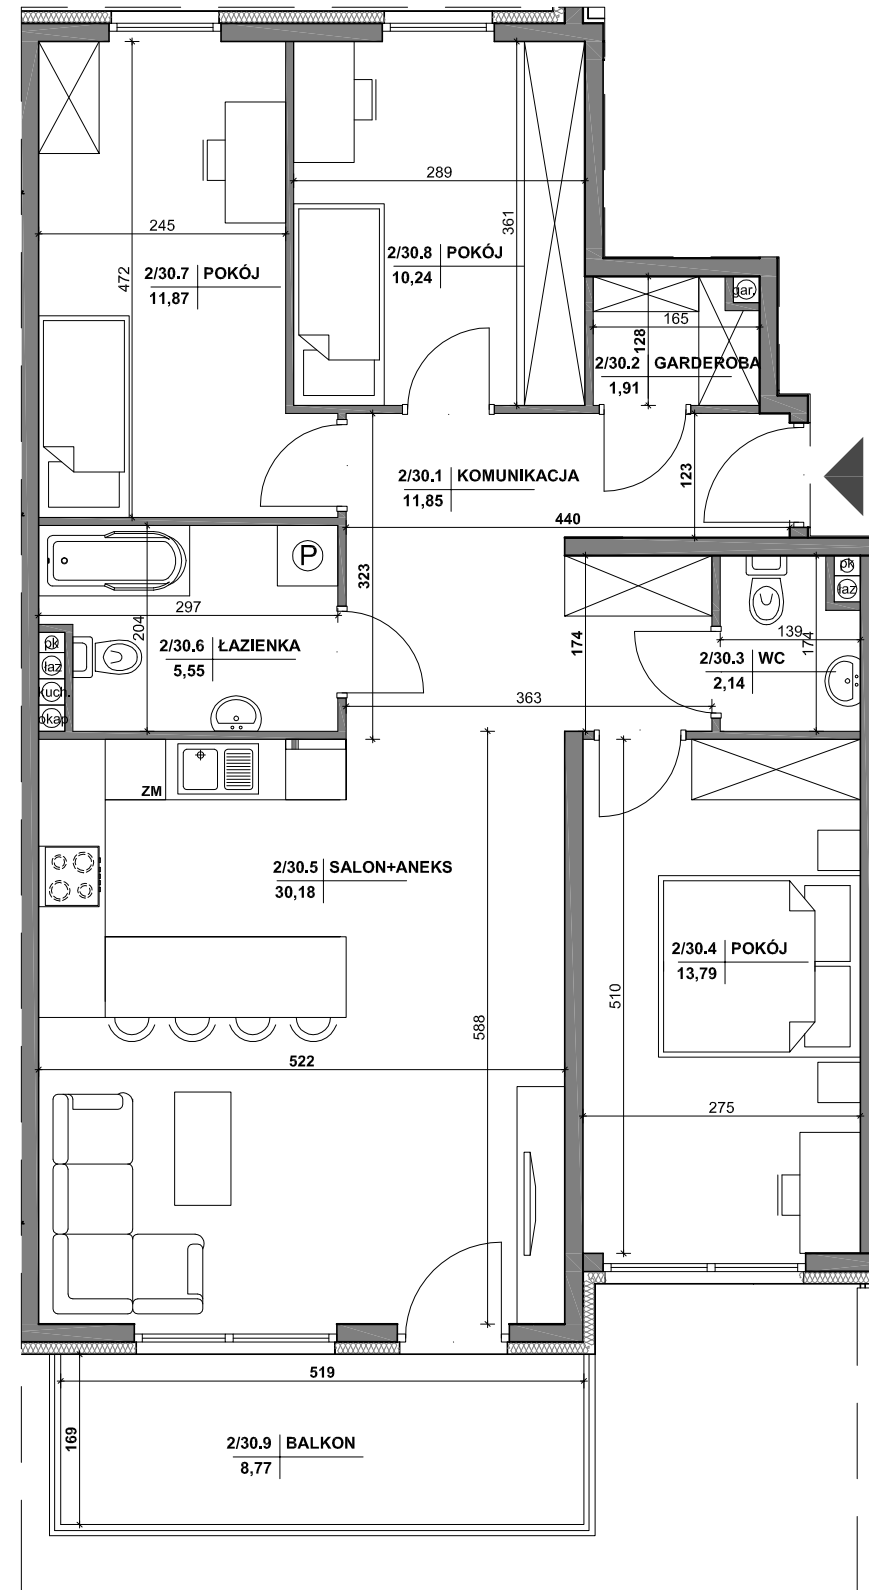 289
361
245
472
2/30.7 POKÓJ
11,87
2/30.8 POKÓJ
10,24
gar.
165
128
2/30.2 GARDEROBA
1,91
2/30.1 KOMUNIKACJA
11,85
123
440
323
P
297
204
2/30.6 ŁAZIENKA
5,55
pk
łaz
kuch.
okap
174
pk
łaz
139
174
2/30.3 WC
2,14
363
ZM
2/30.5 SALON+ANEKS
30,18
588
522
2/30.4 POKÓJ
13,79
510
275
519
169
2/30.9 BALKON
8,77